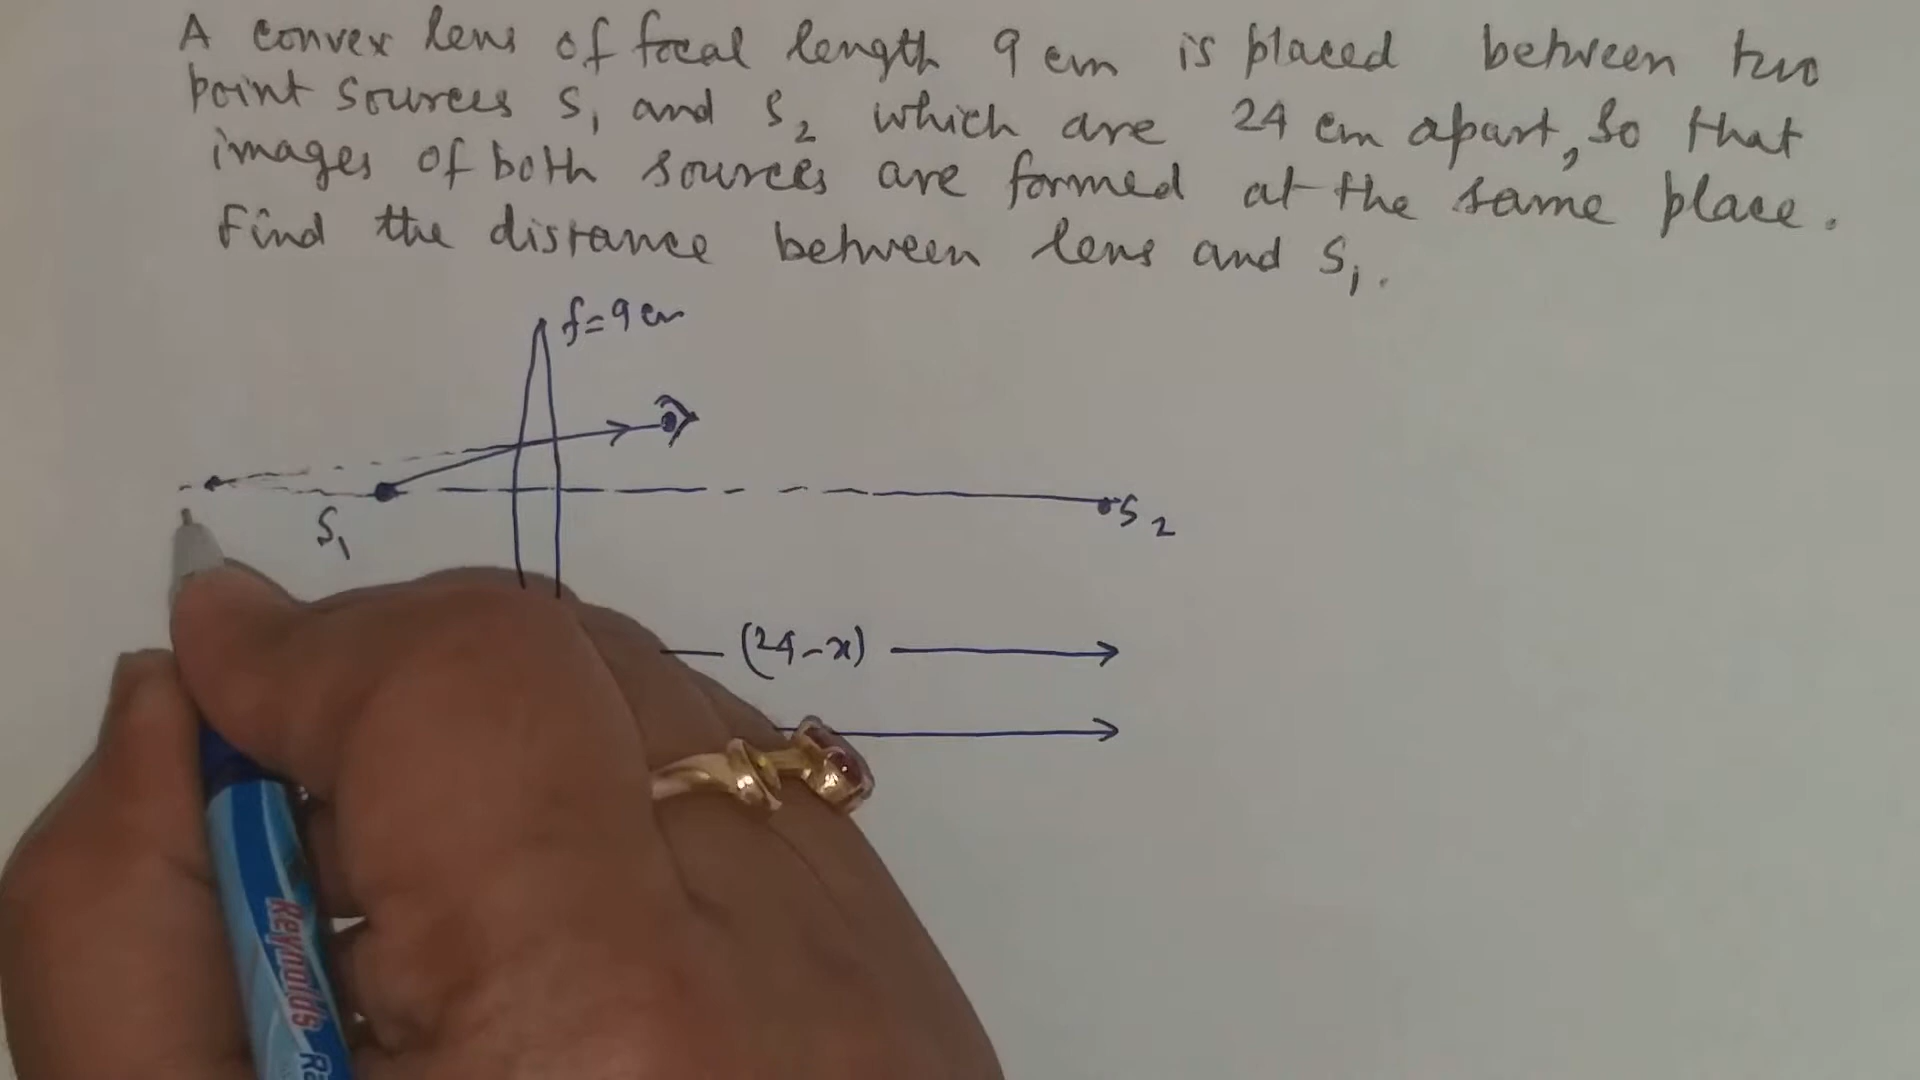 A convex lens of focal length 9 cm is placed between two
point sources S₁ and S₂ which are 24 cm apart, so that
images of both sources are formed at the same place.
Find the distance between lens and S₁.
f=9cm
S₁
S₂
(24-x)
Reynolds